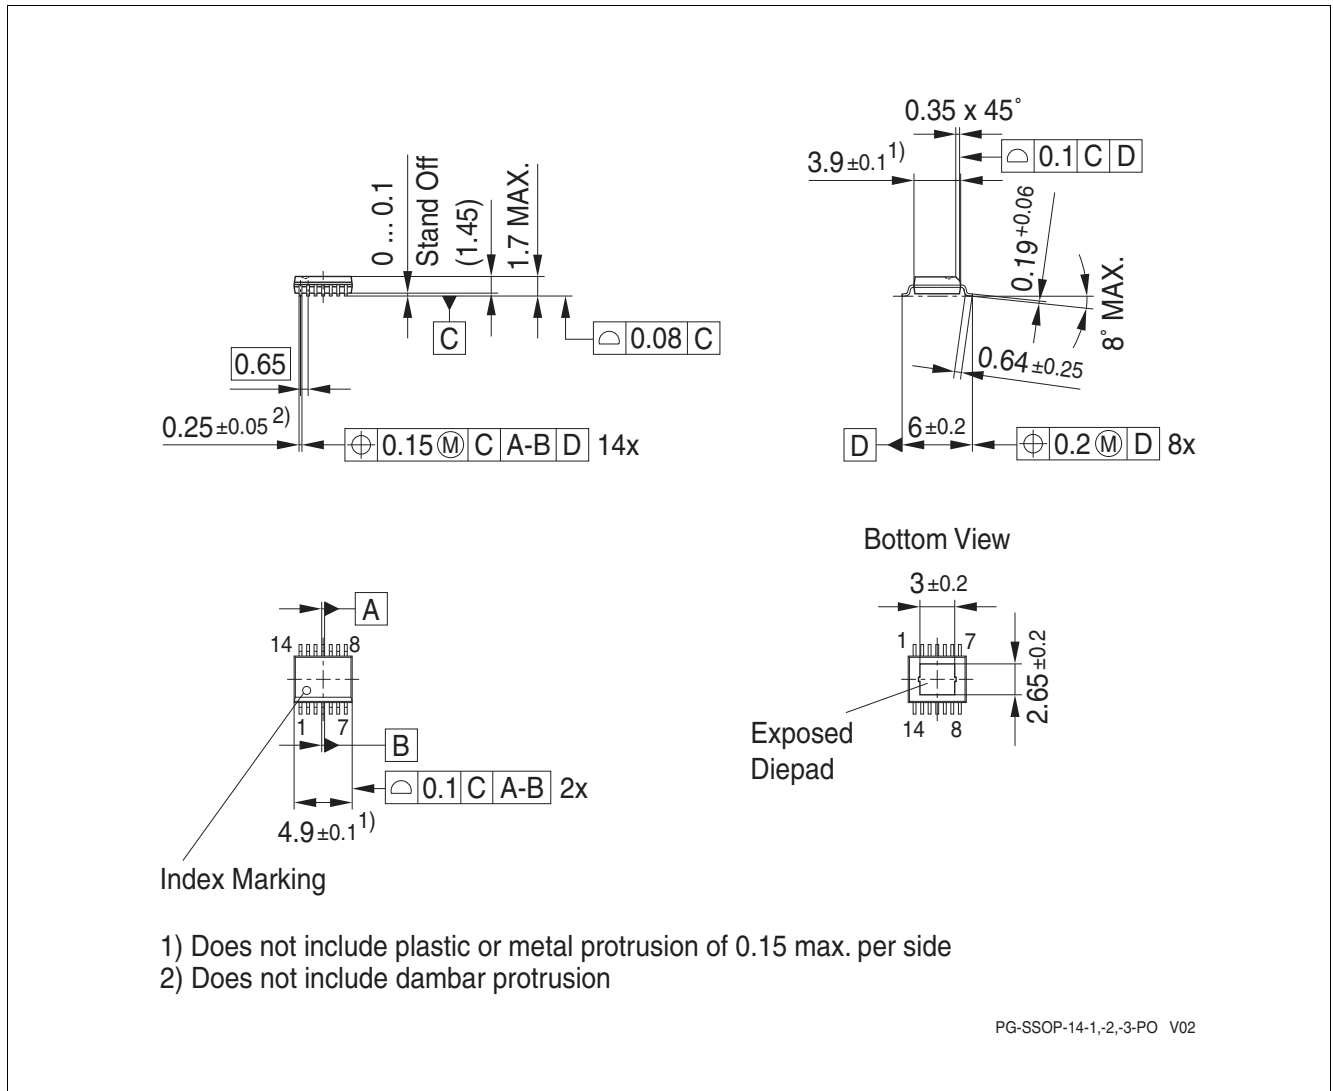 0 ... 0.1
Stand Off
(1.45)
1.7 MAX.
C
0.08 C
0.65
0.25 ±0.05 2)
0.15 Ⓜ C A-B D 14x
0.35 x 45°
3.9 ±0.1 1)
0.1 C D
0.19 +0.06
8° MAX.
0.64 ±0.25
D
6 ±0.2
0.2 Ⓜ D 8x
A
14 8
1 7
B
0.1 C A-B 2x
4.9 ±0.1 1)
Index Marking
Bottom View
3 ±0.2
1 7
2.65 ±0.2
14 8
Exposed
Diepad
1) Does not include plastic or metal protrusion of 0.15 max. per side
2) Does not include dambar protrusion
PG-SSOP-14-1,-2,-3-PO V02